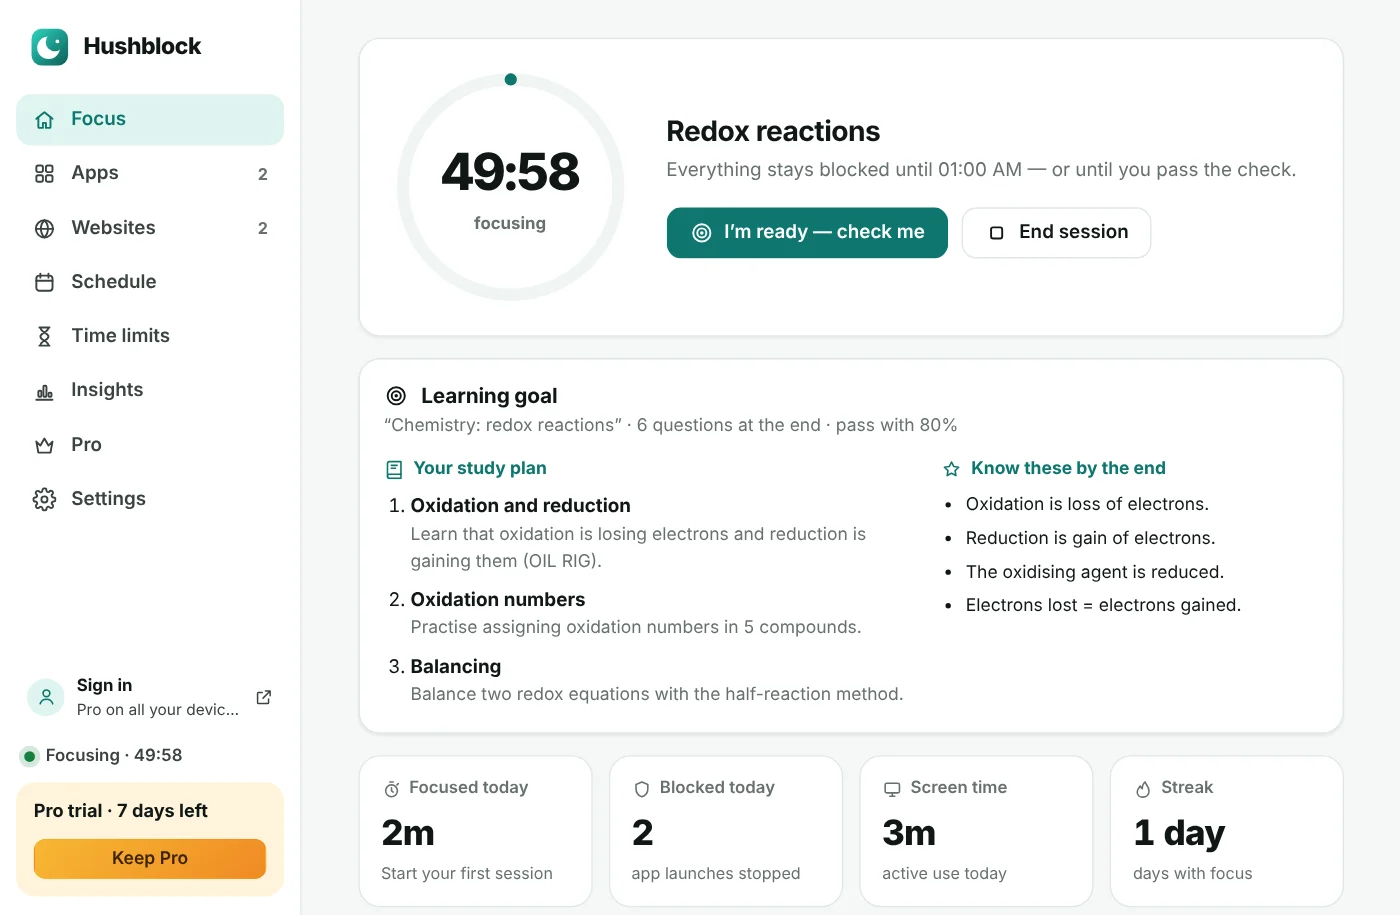 Hushblock
Focus
Apps 2
Websites 2
Schedule
Time limits
Insights
Pro
Settings
Sign in
Pro on all your devic...
Focusing · 49:58
Pro trial · 7 days left
Keep Pro
49:58
focusing
Redox reactions
Everything stays blocked until 01:00 AM — or until you pass the check.
I’m ready — check me
End session
Learning goal
“Chemistry: redox reactions” · 6 questions at the end · pass with 80%
Your study plan
1. Oxidation and reduction
Learn that oxidation is losing electrons and reduction is
gaining them (OIL RIG).
2. Oxidation numbers
Practise assigning oxidation numbers in 5 compounds.
3. Balancing
Balance two redox equations with the half-reaction method.
Know these by the end
• Oxidation is loss of electrons.
• Reduction is gain of electrons.
• The oxidising agent is reduced.
• Electrons lost = electrons gained.
Focused today
2m
Start your first session
Blocked today
2
app launches stopped
Screen time
3m
active use today
Streak
1 day
days with focus